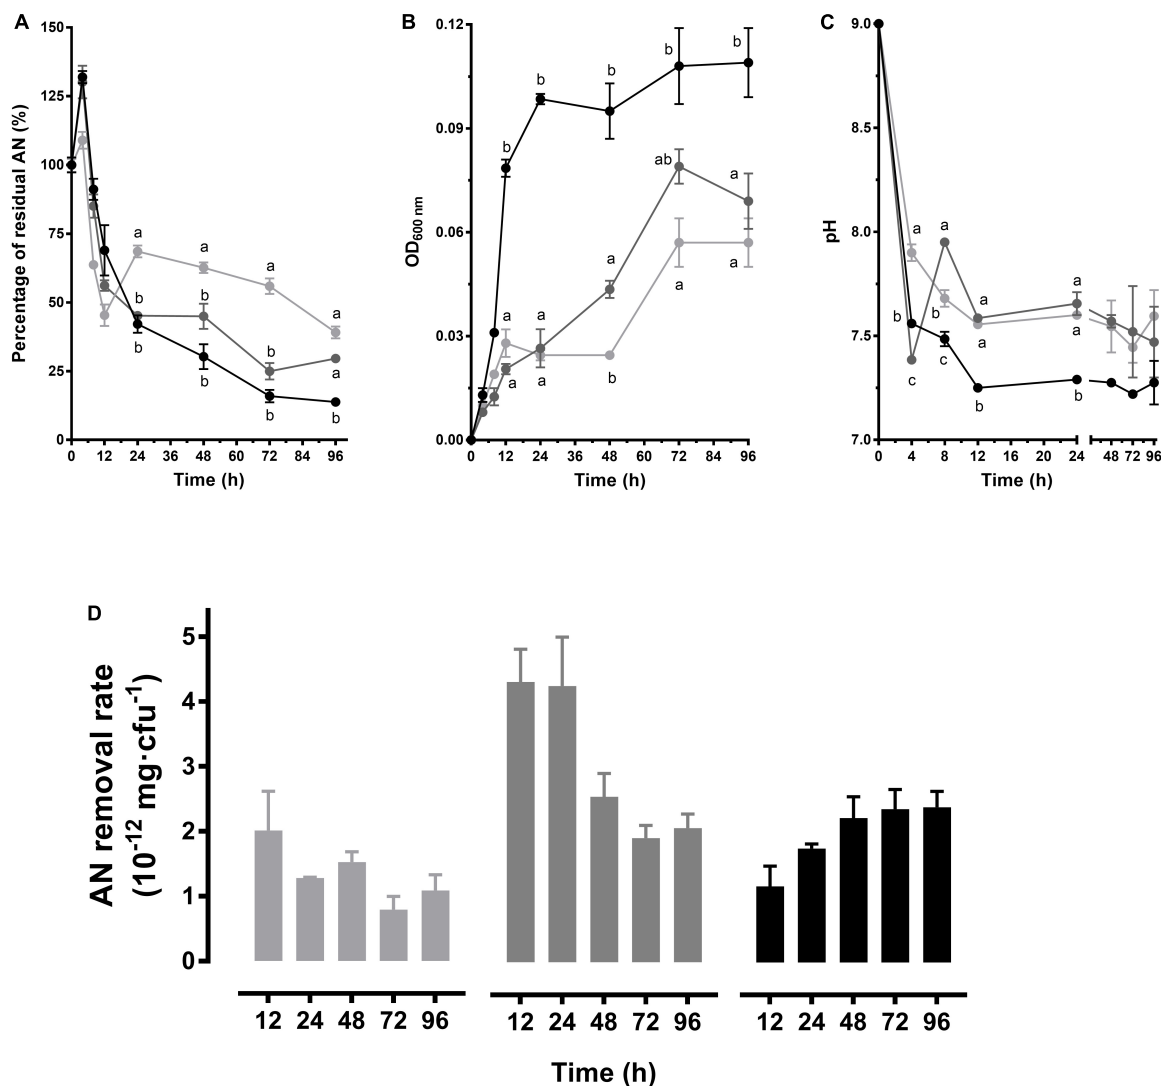 A
150
125
100
75
50
25
0
Percentage of residual AN (%)
a
a
a
a
b
b
b
a
b
b
b
b
0 12 24 36 48 60 72 84 96
Time (h)
B
0.12
0.09
0.06
0.03
0.00
OD600 nm
b
b
b
b
b
ab
a
a
a
a
a
a
a
a
b
0 12 24 36 48 60 72 84 96
Time (h)
C
9.0
8.5
8.0
7.5
7.0
pH
a
a
b
b
a
a
c
c
a
a
b
b
0 4 8 12 16 20 24 48 72 96
Time (h)
D
5
4
3
2
1
0
AN removal rate
(10⁻¹² mg·cfu⁻¹)
12 24 48 72 96
12 24 48 72 96
12 24 48 72 96
Time (h)